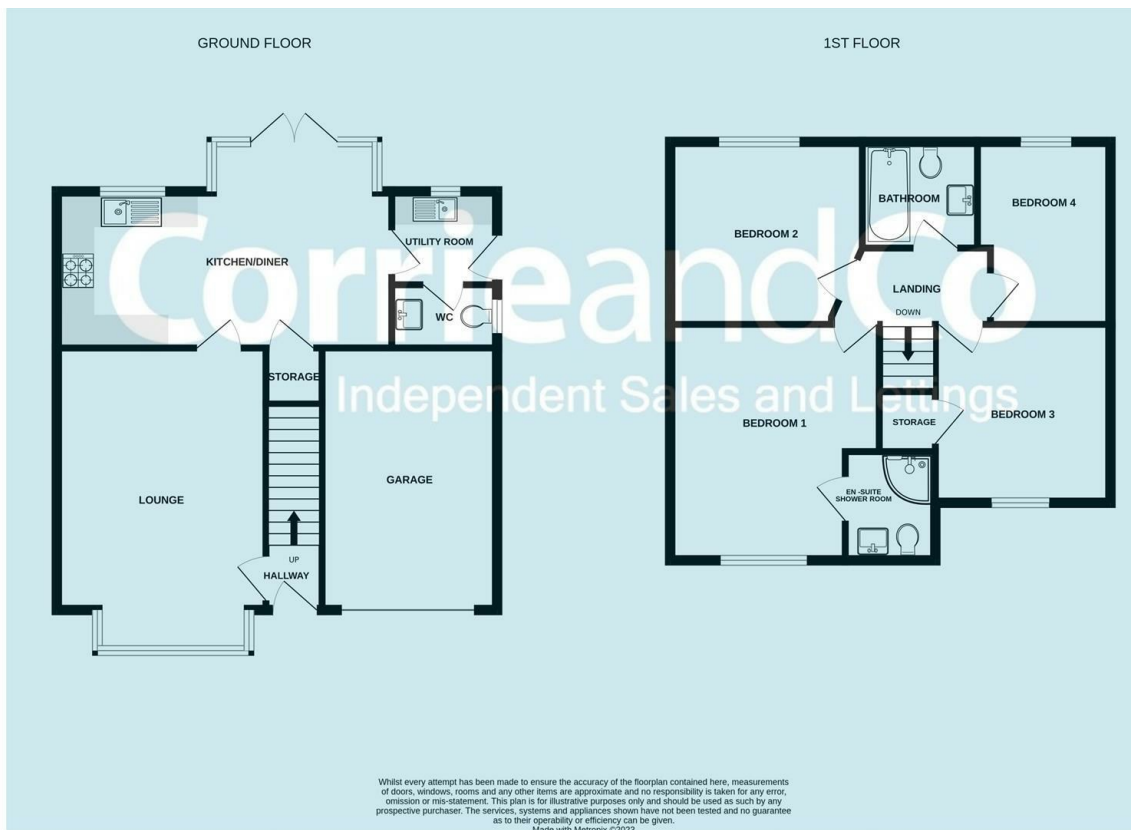 GROUND FLOOR
1ST FLOOR
KITCHEN/DINER
UTILITY ROOM
WC
STORAGE
LOUNGE
GARAGE
UP
HALLWAY
BEDROOM 2
BATHROOM
BEDROOM 4
LANDING
DOWN
BEDROOM 1
STORAGE
BEDROOM 3
EN -SUITE
SHOWER ROOM
CorrieandCo
Independent Sales and Lettings
Whilst every attempt has been made to ensure the accuracy of the floorplan contained here, measurements
of doors, windows, rooms and any other items are approximate and no responsibility is taken for any error,
omission or mis-statement. This plan is for illustrative purposes only and should be used as such by any
prospective purchaser. The services, systems and appliances shown have not been tested and no guarantee
as to their operability or efficiency can be given.
Made with Metropix ©2023